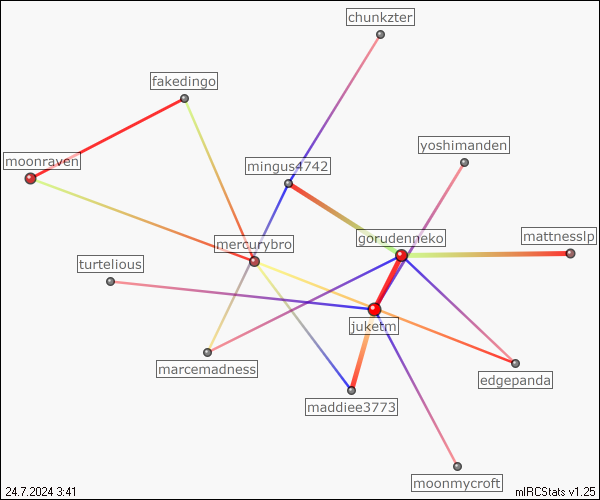 chunkzter
fakedingo
yoshimanden
moonraven
mingus4742
gorudenneko
mattnesslp
mercurybro
turtelious
juketm
marcemadness
edgepanda
maddiee3773
moonmycroft
24.7.2024 3:41
mIRCStats v1.25